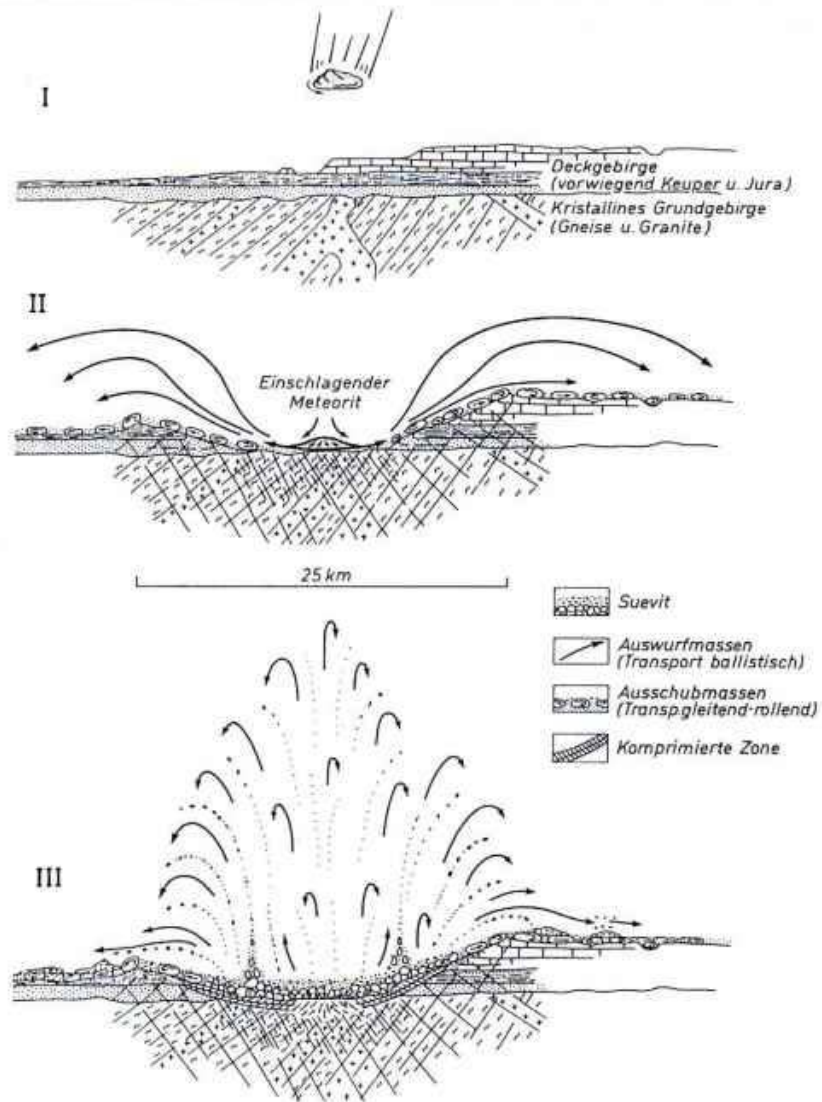 I
Deckgebirge
(vorwiegend Keuper u. Jura)
Kristallines Grundgebirge
(Gneise u. Granite)
II
Einschlagender
Meteorit
25 km
Suevit
Auswurfmassen
(Transport ballistisch)
Ausschubmassen
(Transp.gleitend-rollend)
Komprimierte Zone
III